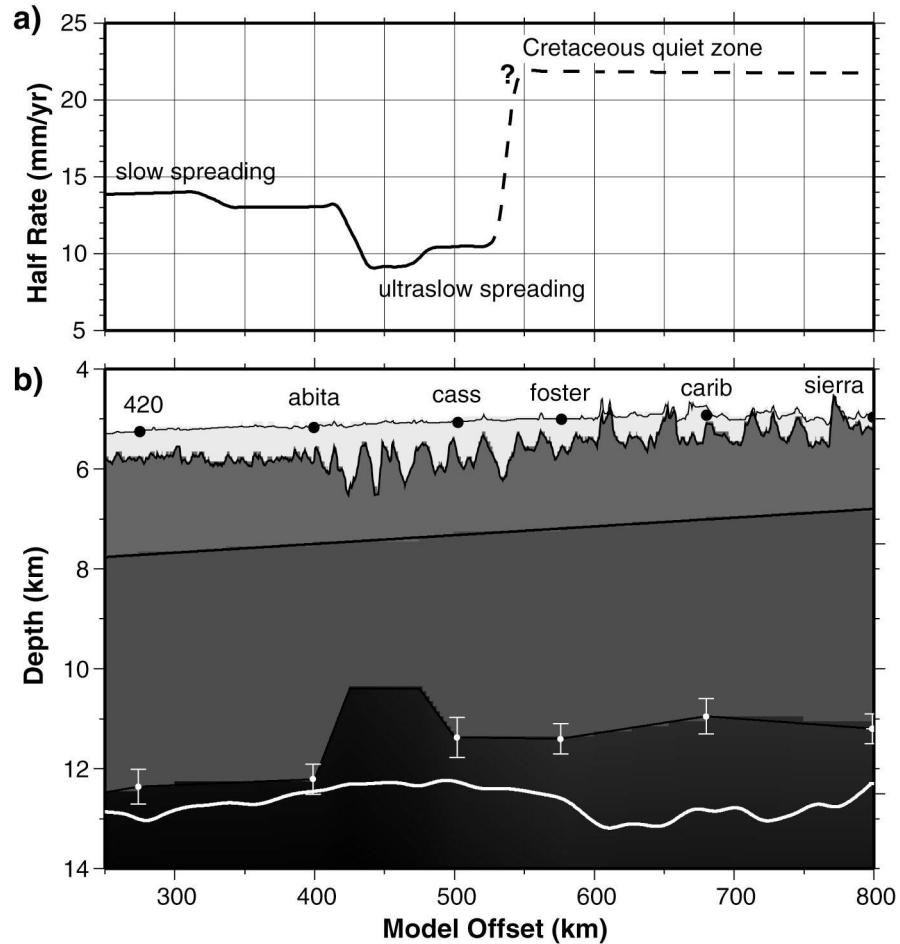 a)
25
20
15
10
5
Half Rate (mm/yr)
Cretaceous quiet zone
?
slow spreading
ultraslow spreading
b)
4
6
8
10
12
14
Depth (km)
420
abita
cass
foster
carib
sierra
300
400
500
600
700
800
Model Offset (km)